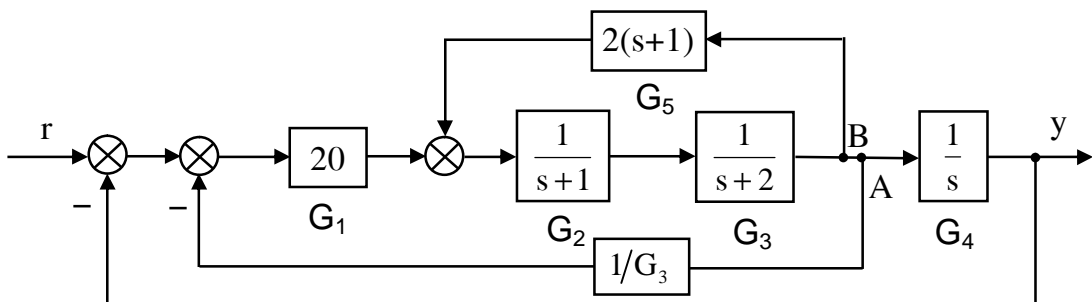 2(s+1)
G₅
r
20
1
s+1
1
s+2
B
1
s
y
−
−
A
G₁
G₂
G₃
G₄
1/G₃